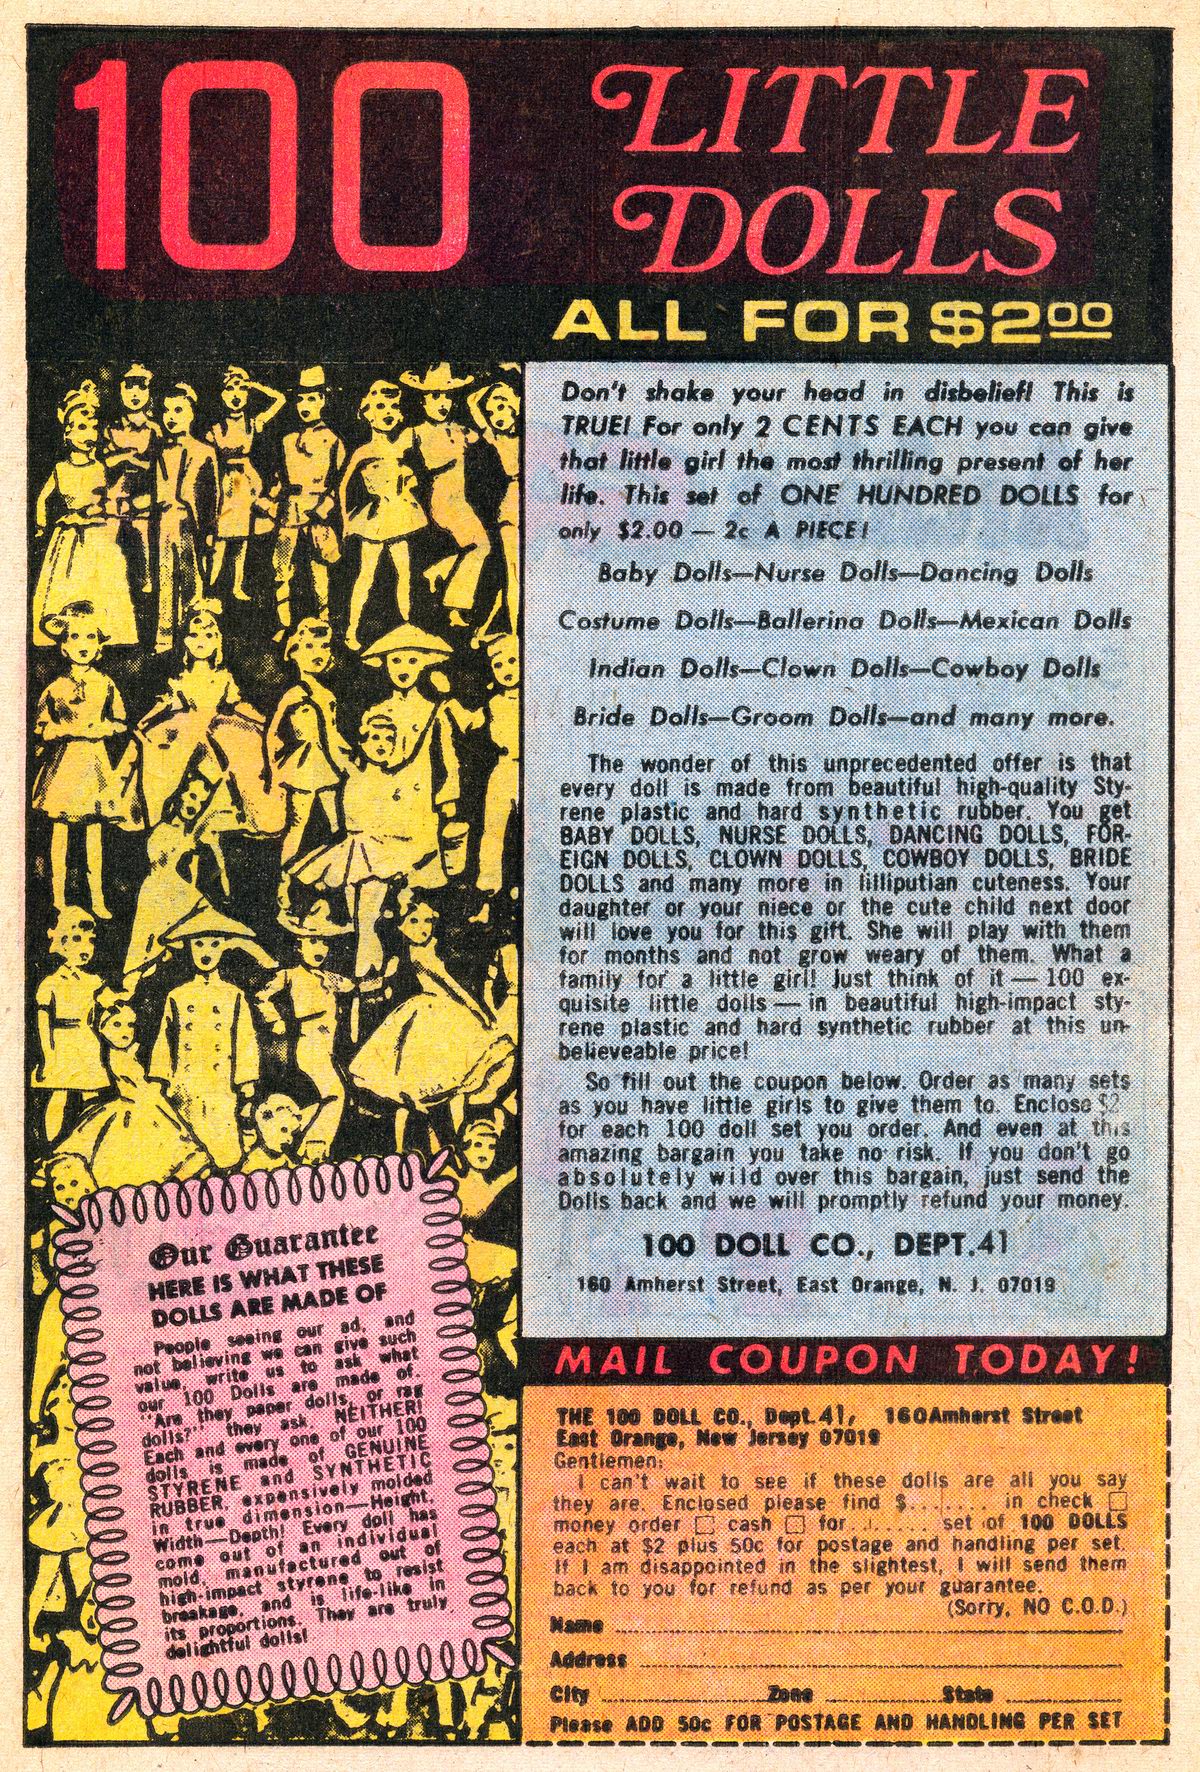 100 LITTLE
DOLLS
ALL FOR $2.00
Don't shake your head in disbelief! This is
TRUE! For only 2 CENTS EACH you can give
that little girl the most thrilling present of her
life. This set of ONE HUNDRED DOLLS for
only $2.00 — 2c A PIECE!
Baby Dolls—Nurse Dolls—Dancing Dolls
Costume Dolls—Ballerina Dolls—Mexican Dolls
Indian Dolls—Clown Dolls—Cowboy Dolls
Bride Dolls—Groom Dolls—and many more.
The wonder of this unprecedented offer is that
every doll is made from beautiful high-quality Sty-
rene plastic and hard synthetic rubber. You get
BABY DOLLS, NURSE DOLLS, DANCING DOLLS, FOR-
EIGN DOLLS, CLOWN DOLLS, COWBOY DOLLS, BRIDE
DOLLS and many more in lilliputian cuteness. Your
daughter or your niece or the cute child next door
will love you for this gift. She will play with them
for months and not grow weary of them. What a
family for a little girl! Just think of it — 100 ex-
quisite little dolls — in beautiful high-impact sty-
rene plastic and hard synthetic rubber at this un-
believeable price!
So fill out the coupon below. Order as many sets
as you have little girls to give them to. Enclose $2
for each 100 doll set you order. And even at this
amazing bargain you take no risk. If you don't go
absolutely wild over this bargain, just send the
Dolls back and we will promptly refund your money.
100 DOLL CO., DEPT.41
160 Amherst Street, East Orange, N. J. 07019
Our Guarantee
HERE IS WHAT THESE
DOLLS ARE MADE OF
People seeing our ad, and
not believing we can give such
value, write us to ask what
our 100 Dolls are made of.
"Are they paper dolls, or rag
dolls?" they ask. NEITHER!
Each and every one of our 100
dolls is made of GENUINE
STYRENE and SYNTHETIC
RUBBER, expensively molded
in true dimension—Height,
Width—Depth! Every doll has
come out of an individual
mold, manufactured out of
high-impact styrene to resist
breakage, and is life-like in
its proportions. They are truly
delightful dolls!
MAIL COUPON TODAY!
THE 100 DOLL CO., Dept.41, 160Amherst Street
East Orange, New Jersey 07019
Gentlemen:
I can't wait to see if these dolls are all you say
they are. Enclosed please find $........ in check □
money order □ cash □ for........ set of 100 DOLLS
each at $2 plus 50c for postage and handling per set.
If I am disappointed in the slightest, I will send them
back to you for refund as per your guarantee.
(Sorry, NO C.O.D.)
Name
Address
City Zone State
Please ADD 50c FOR POSTAGE AND HANDLING PER SET